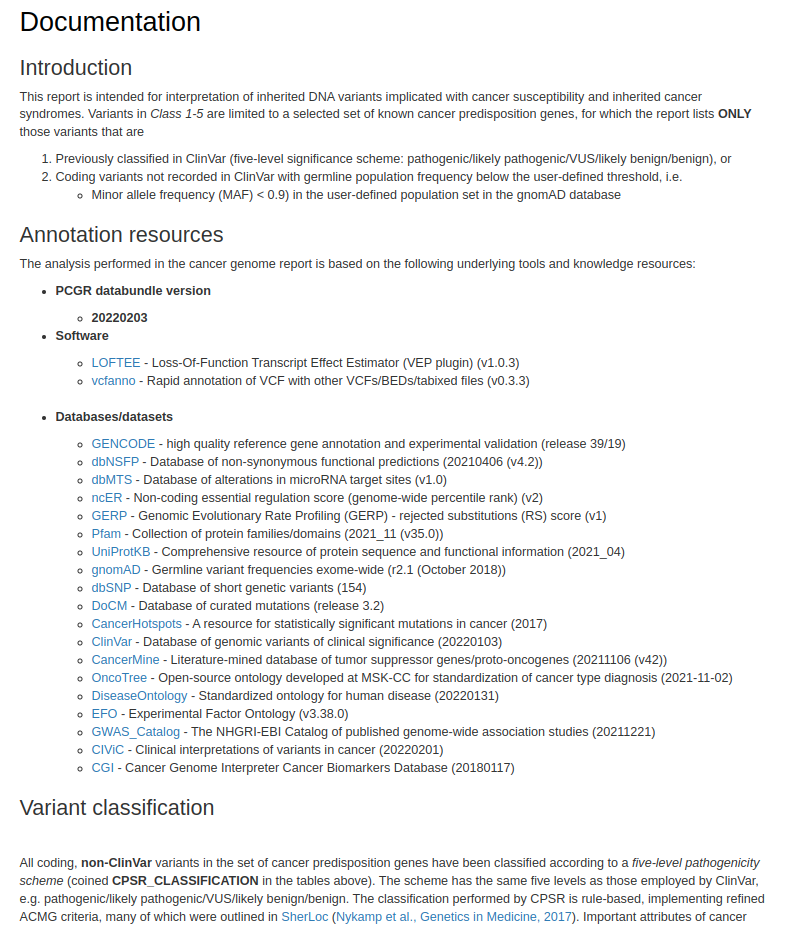 Documentation
Introduction
This report is intended for interpretation of inherited DNA variants implicated with cancer susceptibility and inherited cancer
syndromes. Variants in Class 1-5 are limited to a selected set of known cancer predisposition genes, for which the report lists ONLY
those variants that are
1. Previously classified in ClinVar (five-level significance scheme: pathogenic/likely pathogenic/VUS/likely benign/benign), or
2. Coding variants not recorded in ClinVar with germline population frequency below the user-defined threshold, i.e.
◦ Minor allele frequency (MAF) < 0.9) in the user-defined population set in the gnomAD database
Annotation resources
The analysis performed in the cancer genome report is based on the following underlying tools and knowledge resources:
• PCGR databundle version
◦ 20220203
• Software
◦ LOFTEE - Loss-Of-Function Transcript Effect Estimator (VEP plugin) (v1.0.3)
◦ vcfanno - Rapid annotation of VCF with other VCFs/BEDs/tabixed files (v0.3.3)
• Databases/datasets
◦ GENCODE - high quality reference gene annotation and experimental validation (release 39/19)
◦ dbNSFP - Database of non-synonymous functional predictions (20210406 (v4.2))
◦ dbMTS - Database of alterations in microRNA target sites (v1.0)
◦ ncER - Non-coding essential regulation score (genome-wide percentile rank) (v2)
◦ GERP - Genomic Evolutionary Rate Profiling (GERP) - rejected substitutions (RS) score (v1)
◦ Pfam - Collection of protein families/domains (2021_11 (v35.0))
◦ UniProtKB - Comprehensive resource of protein sequence and functional information (2021_04)
◦ gnomAD - Germline variant frequencies exome-wide (r2.1 (October 2018))
◦ dbSNP - Database of short genetic variants (154)
◦ DoCM - Database of curated mutations (release 3.2)
◦ CancerHotspots - A resource for statistically significant mutations in cancer (2017)
◦ ClinVar - Database of genomic variants of clinical significance (20220103)
◦ CancerMine - Literature-mined database of tumor suppressor genes/proto-oncogenes (20211106 (v42))
◦ OncoTree - Open-source ontology developed at MSK-CC for standardization of cancer type diagnosis (2021-11-02)
◦ DiseaseOntology - Standardized ontology for human disease (20220131)
◦ EFO - Experimental Factor Ontology (v3.38.0)
◦ GWAS_Catalog - The NHGRI-EBI Catalog of published genome-wide association studies (20211221)
◦ CIViC - Clinical interpretations of variants in cancer (20220201)
◦ CGI - Cancer Genome Interpreter Cancer Biomarkers Database (20180117)
Variant classification
All coding, non-ClinVar variants in the set of cancer predisposition genes have been classified according to a five-level pathogenicity
scheme (coined CPSR_CLASSIFICATION in the tables above). The scheme has the same five levels as those employed by ClinVar,
e.g. pathogenic/likely pathogenic/VUS/likely benign/benign. The classification performed by CPSR is rule-based, implementing refined
ACMG criteria, many of which were outlined in SherLoc (Nykamp et al., Genetics in Medicine, 2017). Important attributes of cancer